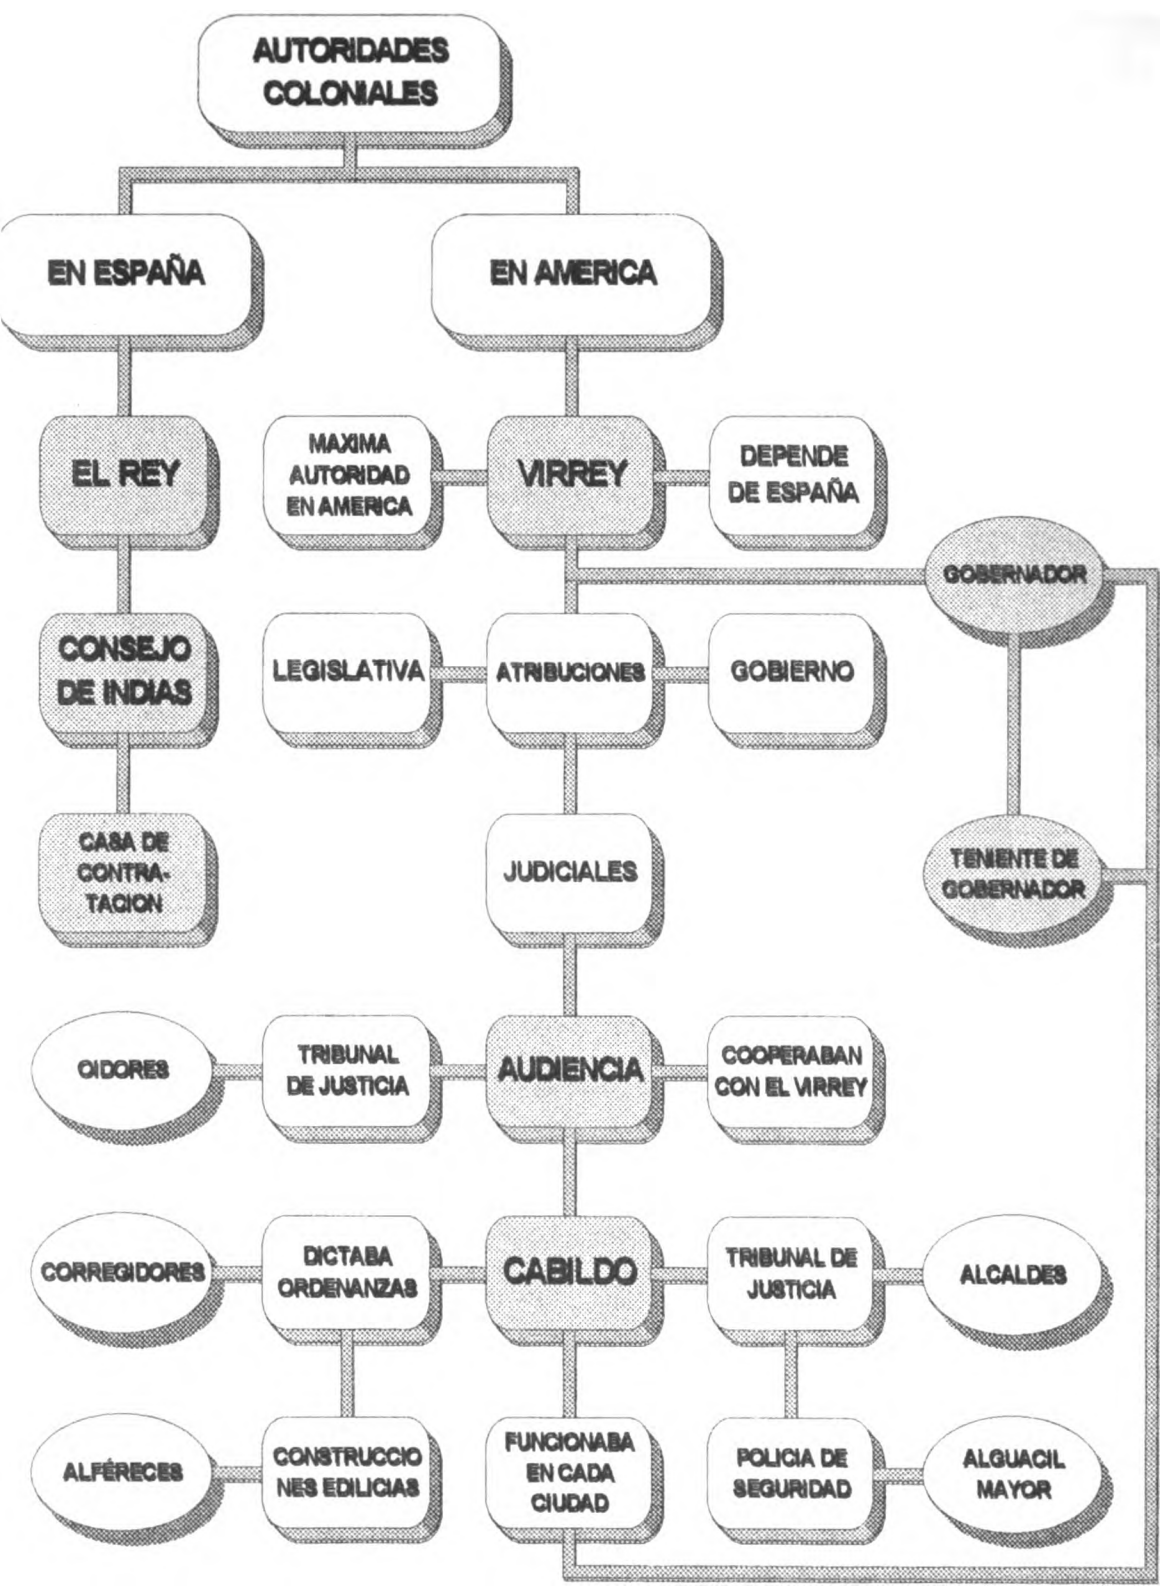 AUTORIDADES
COLONIALES
EN ESPAÑA
EN AMERICA
EL REY
MAXIMA
AUTORIDAD
EN AMERICA
VIRREY
DEPENDE
DE ESPAÑA
GOBERNADOR
CONSEJO
DE INDIAS
LEGISLATIVA
ATRIBUCIONES
GOBIERNO
CASA DE
CONTRA-
TACION
JUDICIALES
TENIENTE DE
GOBERNADOR
OIDORES
TRIBUNAL
DE JUSTICIA
AUDIENCIA
COOPERABAN
CON EL VIRREY
CORREGIDORES
DICTABA
ORDENANZAS
CABILDO
TRIBUNAL DE
JUSTICIA
ALCALDES
ALFÉRECES
CONSTRUCCIO
NES EDILICIAS
FUNCIONABA
EN CADA
CIUDAD
POLICIA DE
SEGURIDAD
ALGUACIL
MAYOR